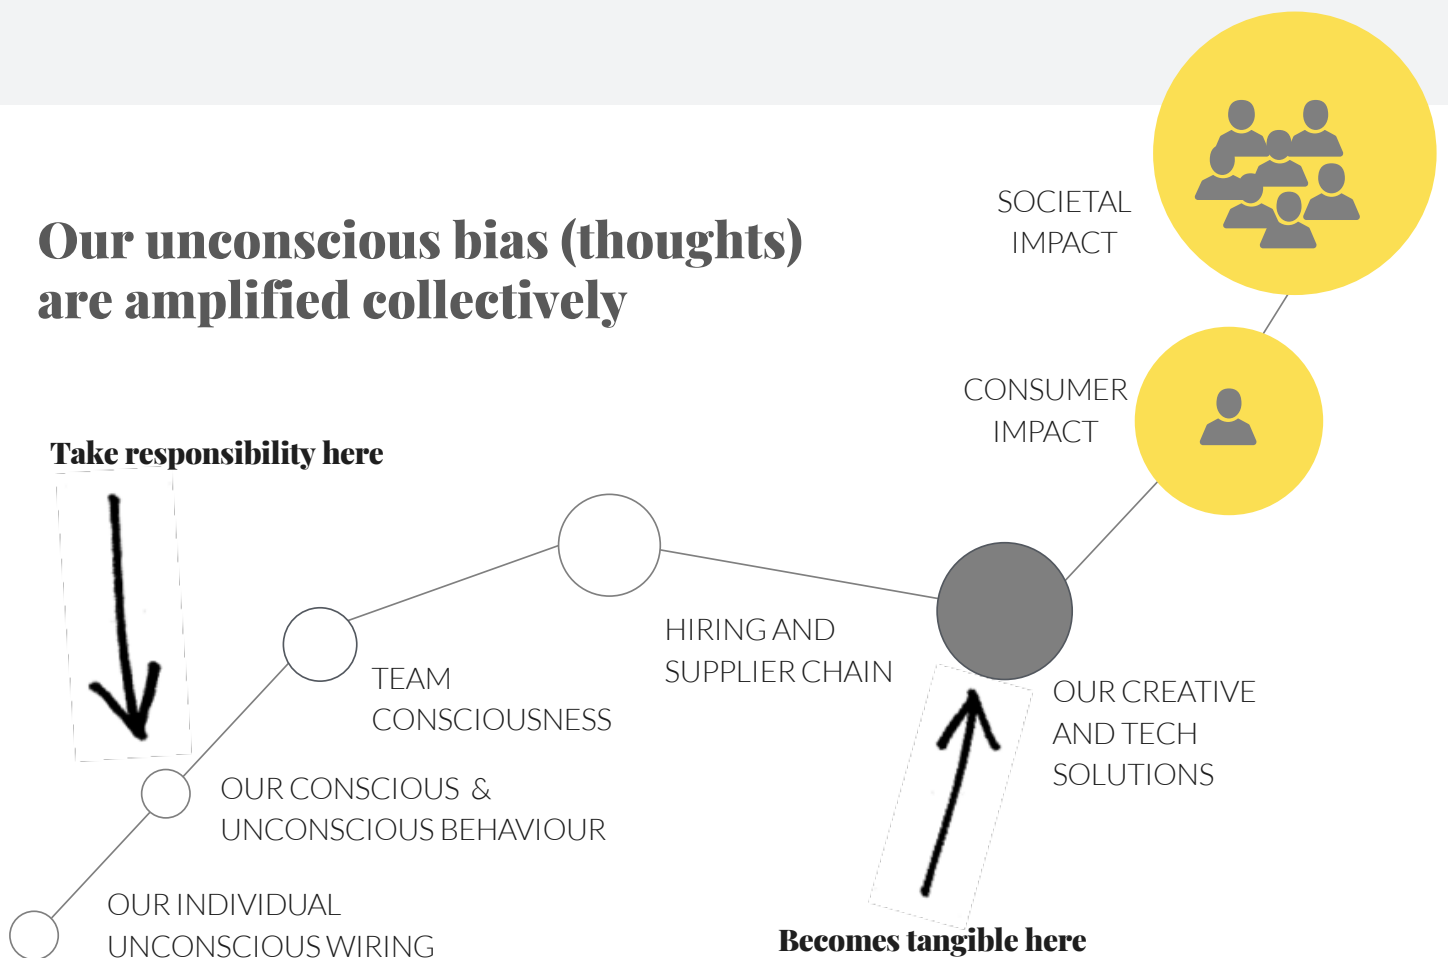 Our unconscious bias (thoughts)
are amplified collectively
SOCIETAL
IMPACT
CONSUMER
IMPACT
Take responsibility here
HIRING AND
SUPPLIER CHAIN
TEAM
CONSCIOUSNESS
OUR CREATIVE
AND TECH
SOLUTIONS
OUR CONSCIOUS &
UNCONSCIOUS BEHAVIOUR
OUR INDIVIDUAL
UNCONSCIOUS WIRING
Becomes tangible here